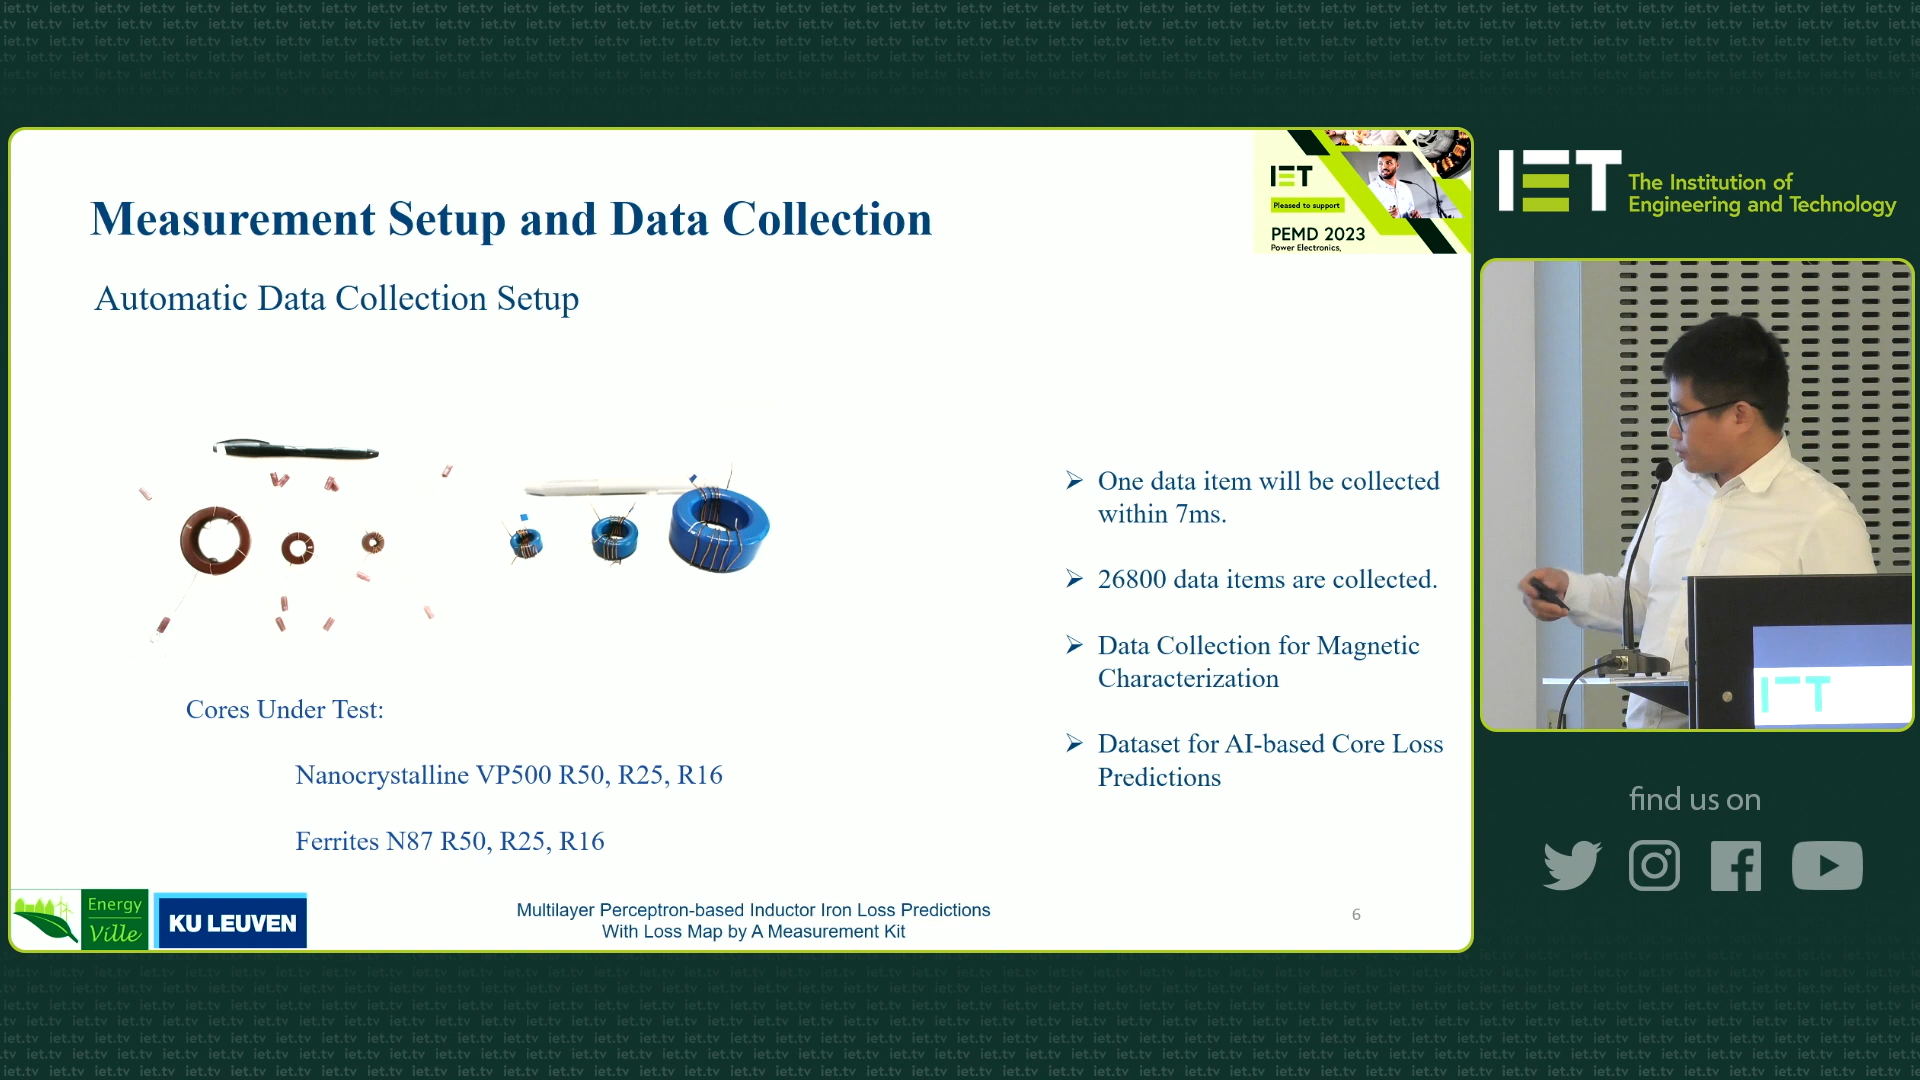 Measurement Setup and Data Collection
Automatic Data Collection Setup
IET
Pleased to support
PEMD 2023
Power Electronics,
➢ One data item will be collected
within 7ms.
➢ 26800 data items are collected.
➢ Data Collection for Magnetic
Characterization
➢ Dataset for AI-based Core Loss
Predictions
Cores Under Test:
Nanocrystalline VP500 R50, R25, R16
Ferrites N87 R50, R25, R16
Energy
Ville
KU LEUVEN
Multilayer Perceptron-based Inductor Iron Loss Predictions
With Loss Map by A Measurement Kit
6
IET
The Institution of
Engineering and Technology
IET
find us on
iet.tv